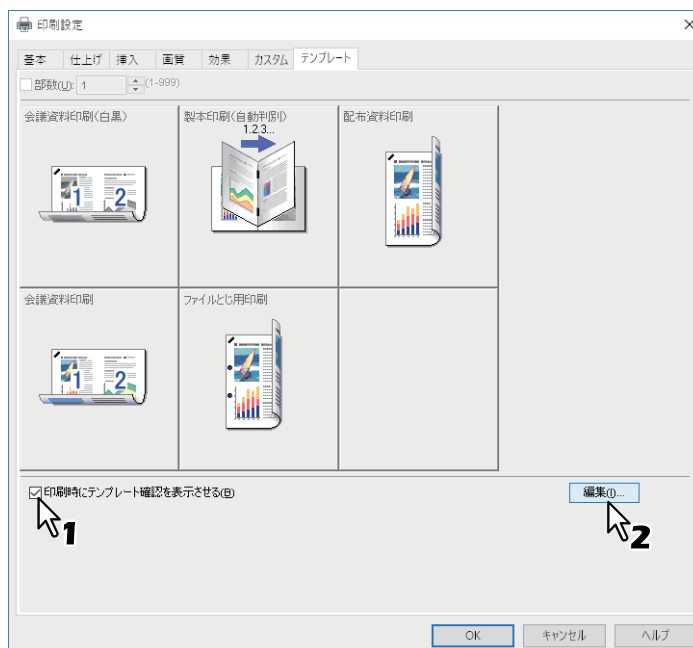 印刷設定
基本 仕上げ 挿入 画質 効果 カスタム テンプレート
部数(U): 1 (1-999)
会議資料印刷(白黒) 製本印刷(自動判別) 配布資料印刷
1.2.3...
1 2
会議資料印刷 ファイルとじ用印刷
1 2
印刷時にテンプレート確認を表示させる(B) 編集(I)...
1 2
OK キャンセル ヘルプ